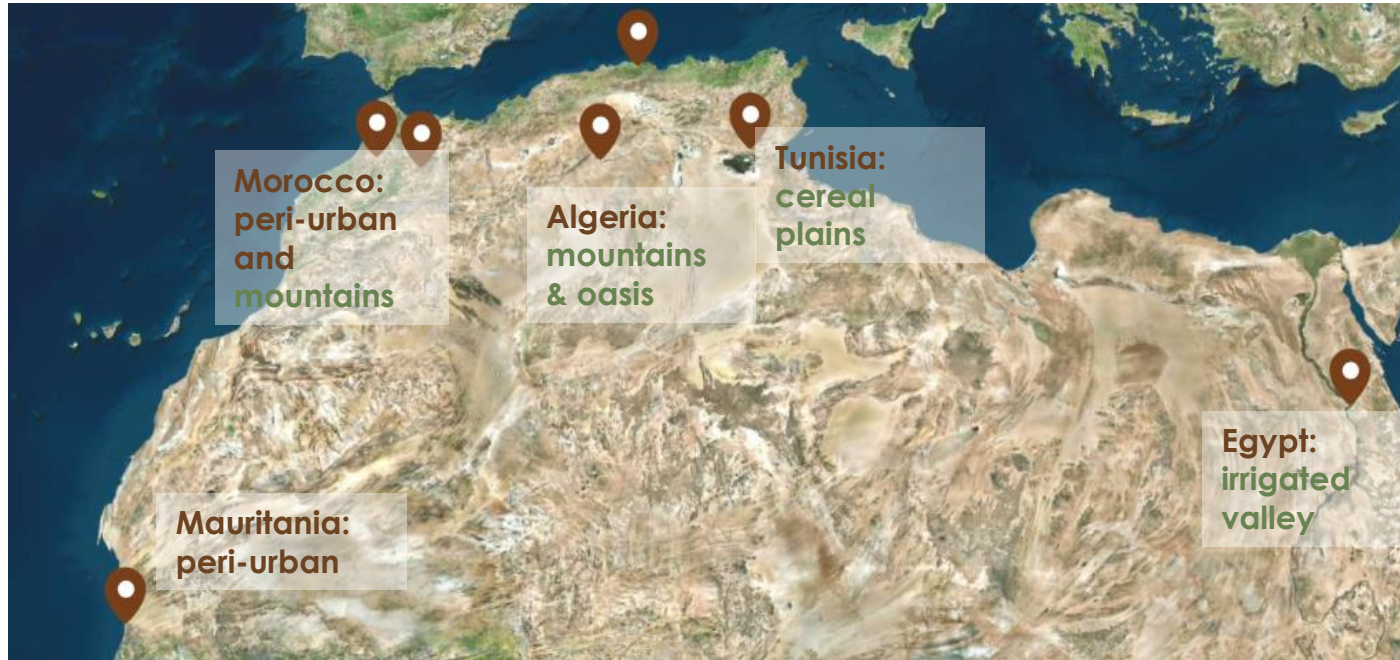 Morocco:
peri-urban
and
mountains
Algeria:
mountains
& oasis
Tunisia:
cereal
plains
Egypt:
irrigated
valley
Mauritania:
peri-urban